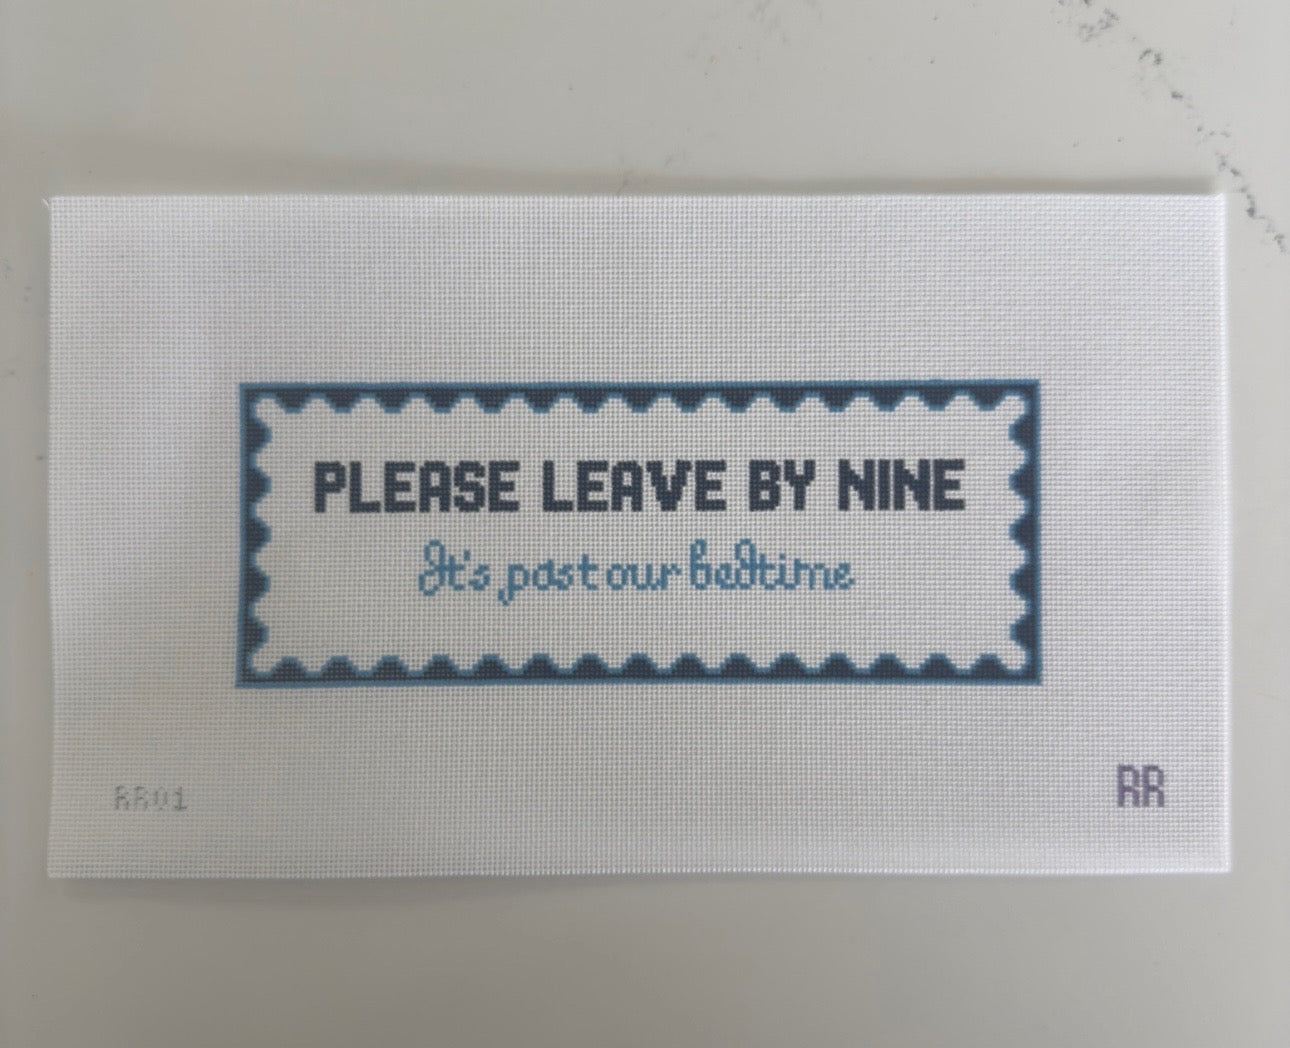 PLEASE LEAVE BY NINE
It's past our bedtime
RR01
RR